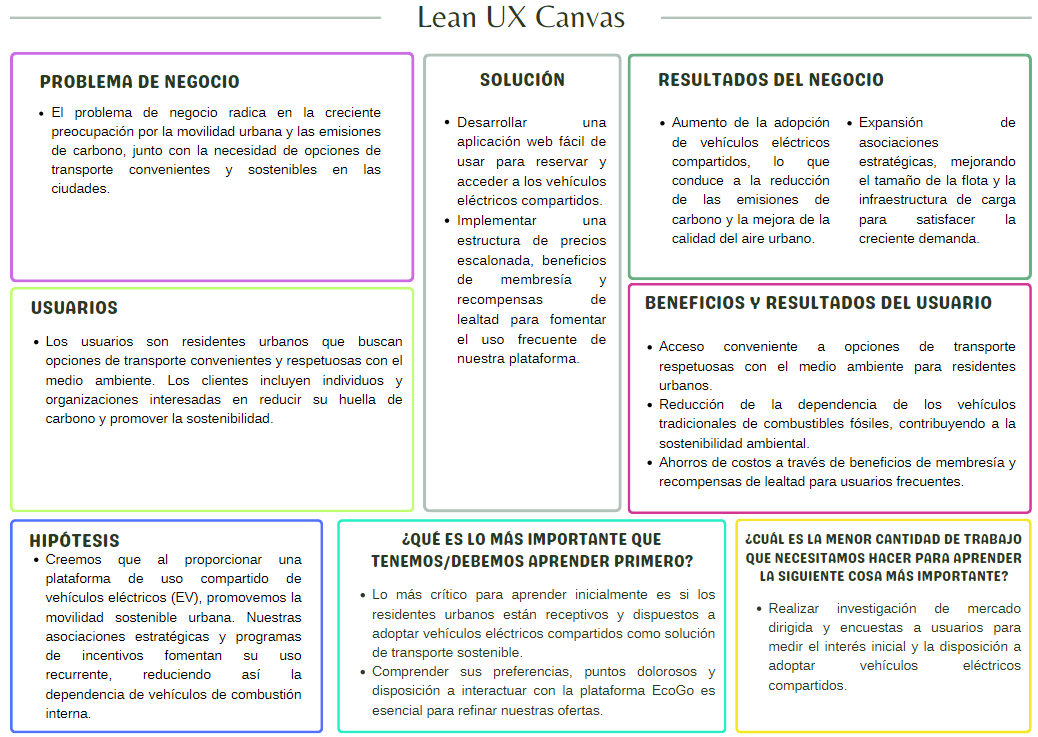 Lean UX Canvas
PROBLEMA DE NEGOCIO
• El problema de negocio radica en la creciente
preocupación por la movilidad urbana y las emisiones
de carbono, junto con la necesidad de opciones de
transporte convenientes y sostenibles en las
ciudades.
USUARIOS
• Los usuarios son residentes urbanos que buscan
opciones de transporte convenientes y respetuosas con el
medio ambiente. Los clientes incluyen individuos y
organizaciones interesadas en reducir su huella de
carbono y promover la sostenibilidad.
SOLUCIÓN
• Desarrollar una
aplicación web fácil de
usar para reservar y
acceder a los vehículos
eléctricos compartidos.
• Implementar una
estructura de precios
escalonada, beneficios
de membresía y
recompensas de
lealtad para fomentar
el uso frecuente de
nuestra plataforma.
RESULTADOS DEL NEGOCIO
• Aumento de la adopción
de vehículos eléctricos
compartidos, lo que
conduce a la reducción
de las emisiones de
carbono y la mejora de la
calidad del aire urbano.
• Expansión de
asociaciones
estratégicas, mejorando
el tamaño de la flota y la
infraestructura de carga
para satisfacer la
creciente demanda.
BENEFICIOS Y RESULTADOS DEL USUARIO
• Acceso conveniente a opciones de transporte
respetuosas con el medio ambiente para residentes
urbanos.
• Reducción de la dependencia de los vehículos
tradicionales de combustibles fósiles, contribuyendo a la
sostenibilidad ambiental.
• Ahorros de costos a través de beneficios de membresía y
recompensas de lealtad para usuarios frecuentes.
HIPÓTESIS
• Creemos que al proporcionar una
plataforma de uso compartido de
vehículos eléctricos (EV), promovemos la
movilidad sostenible urbana. Nuestras
asociaciones estratégicas y programas
de incentivos fomentan su uso
recurrente, reduciendo así la
dependencia de vehículos de combustión
interna.
¿QUÉ ES LO MÁS IMPORTANTE QUE
TENEMOS/DEBEMOS APRENDER PRIMERO?
• Lo más crítico para aprender inicialmente es si los
residentes urbanos están receptivos y dispuestos a
adoptar vehículos eléctricos compartidos como solución
de transporte sostenible.
• Comprender sus preferencias, puntos dolorosos y
disposición a interactuar con la plataforma EcoGo es
esencial para refinar nuestras ofertas.
¿CUÁL ES LA MENOR CANTIDAD DE TRABAJO
QUE NECESITAMOS HACER PARA APRENDER
LA SIGUIENTE COSA MÁS IMPORTANTE?
• Realizar investigación de mercado
dirigida y encuestas a usuarios para
medir el interés inicial y la disposición a
adoptar vehículos eléctricos
compartidos.